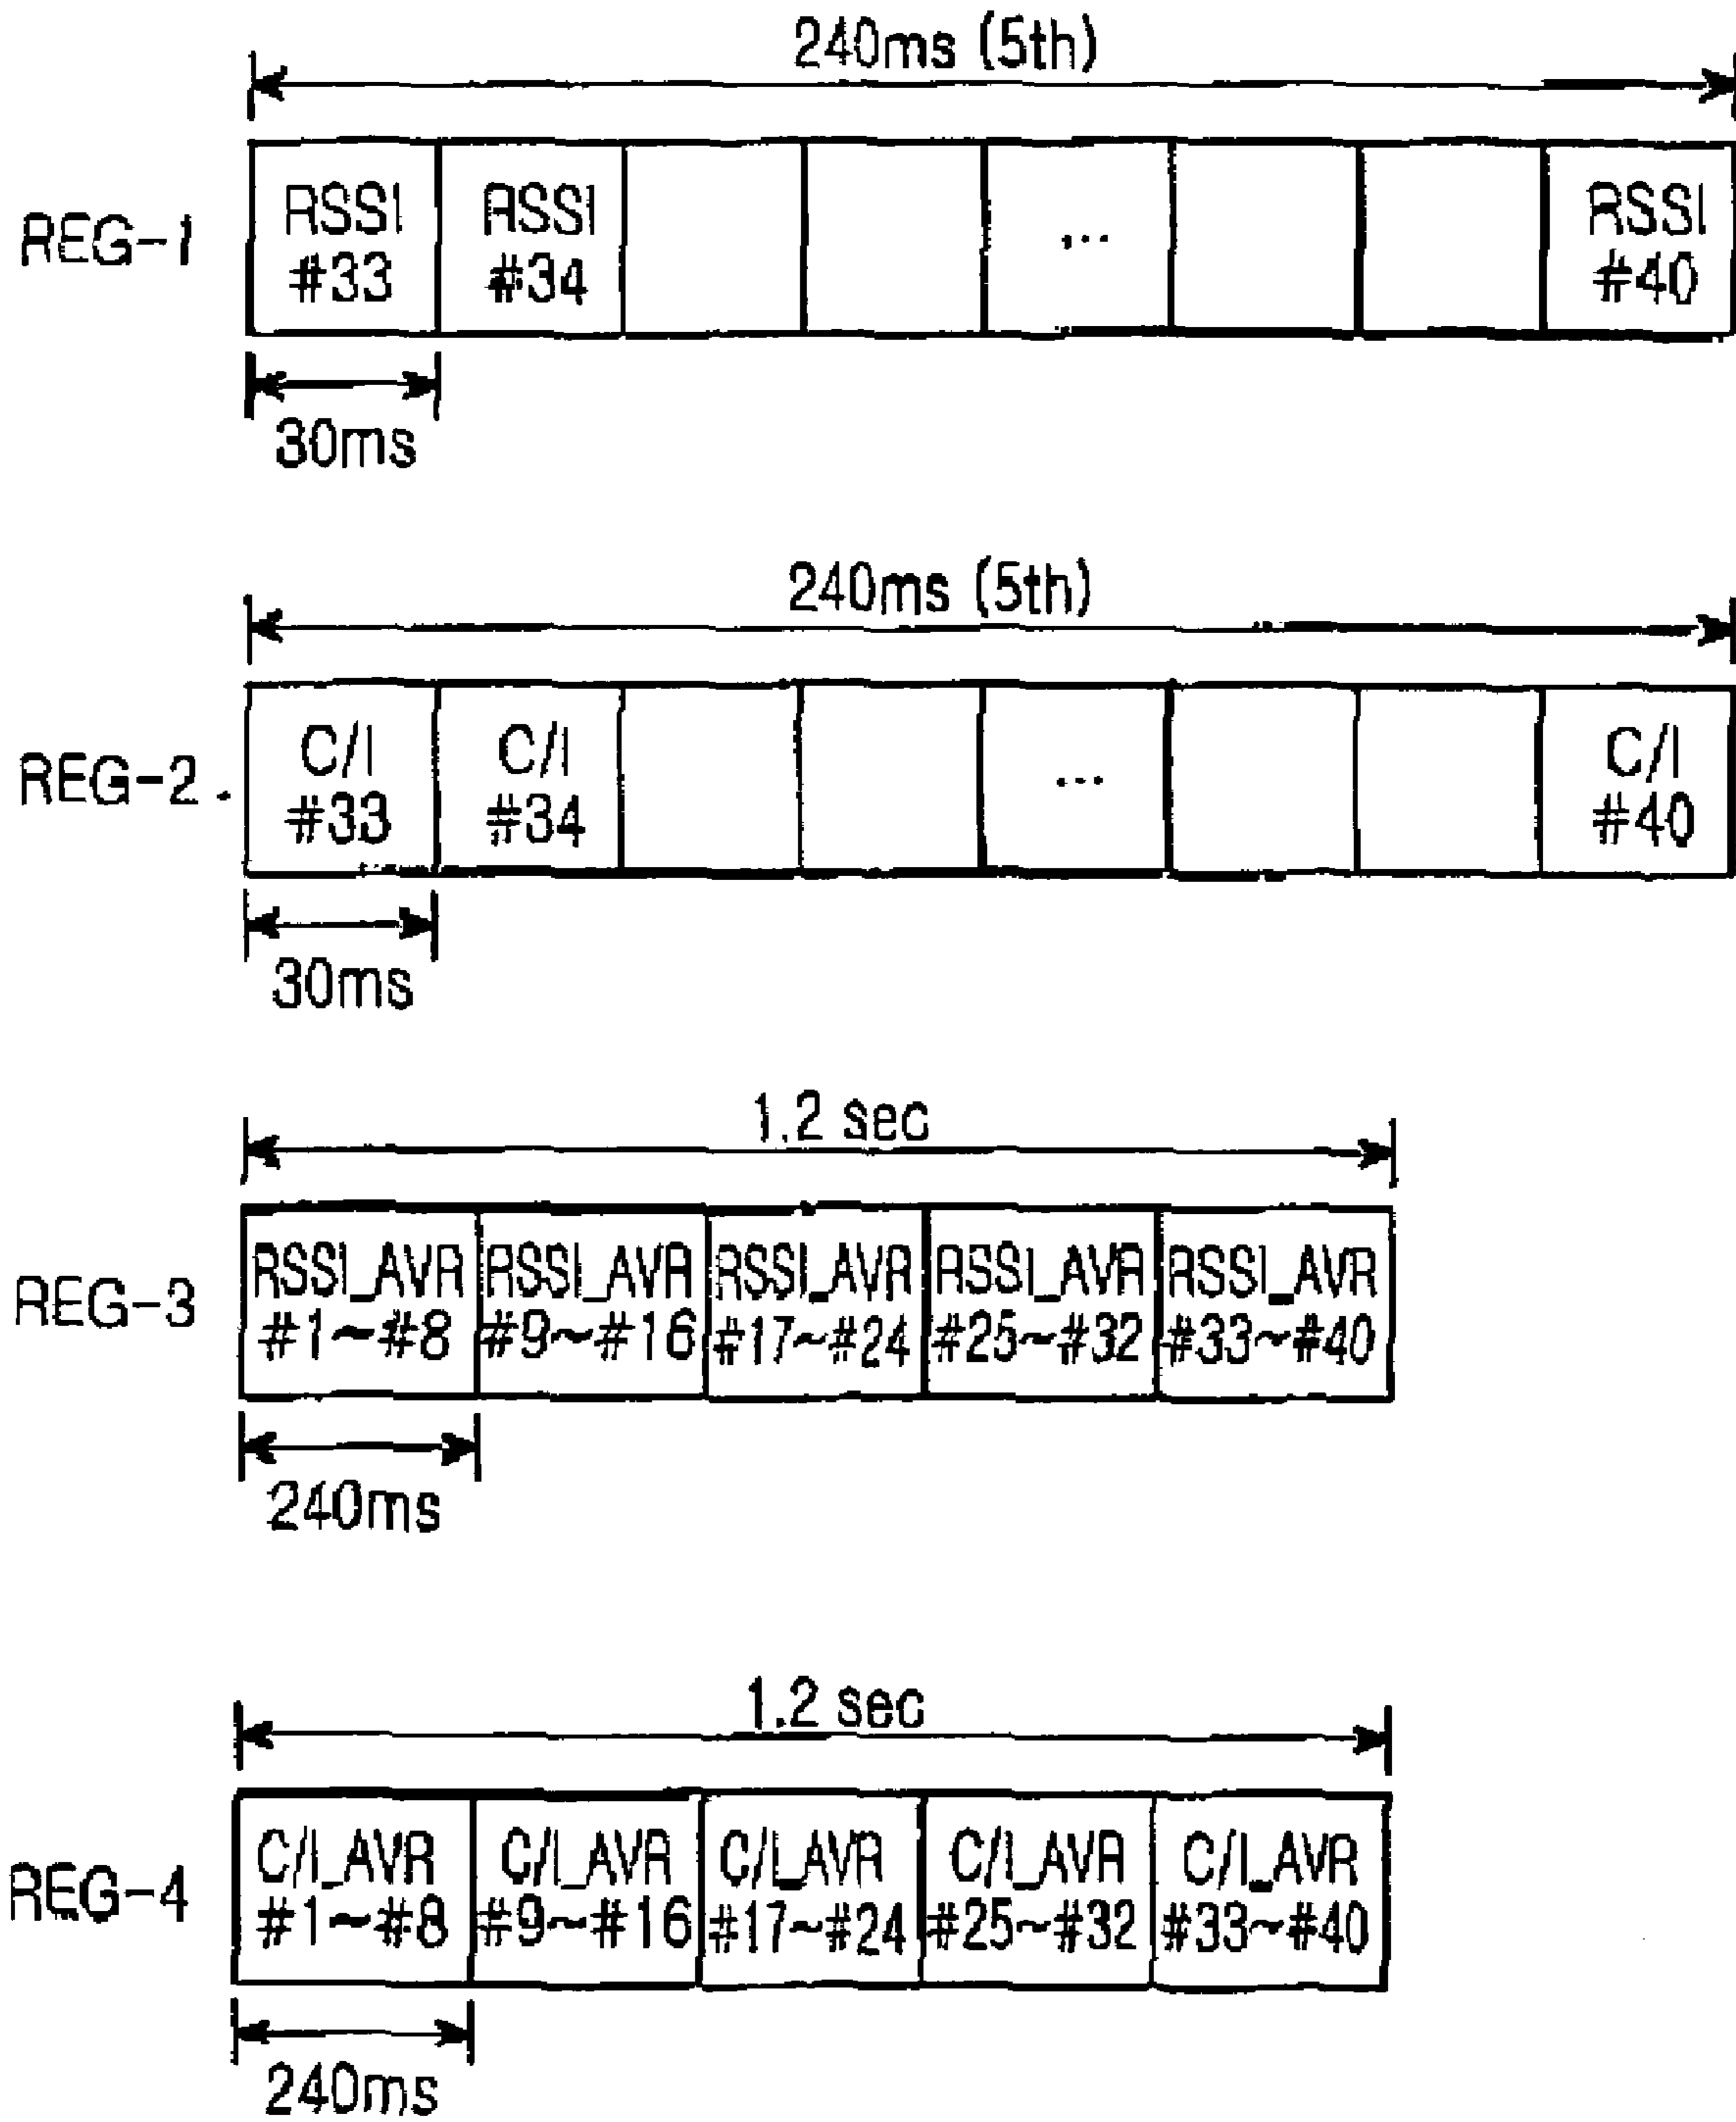 240ms (5th)
REG-1
RSSI #33
RSSI #34
...
RSSI #40
30ms
240ms (5th)
REG-2
C/I #33
C/I #34
...
C/I #40
30ms
1.2 sec
REG-3
RSSI_AVR #1~#8
RSSI_AVR #9~#16
RSSI_AVR #17~#24
RSSI_AVR #25~#32
RSSI_AVR #33~#40
240ms
1.2 sec
REG-4
C/I_AVR #1~#8
C/I_AVR #9~#16
C/I_AVR #17~#24
C/I_AVR #25~#32
C/I_AVR #33~#40
240ms